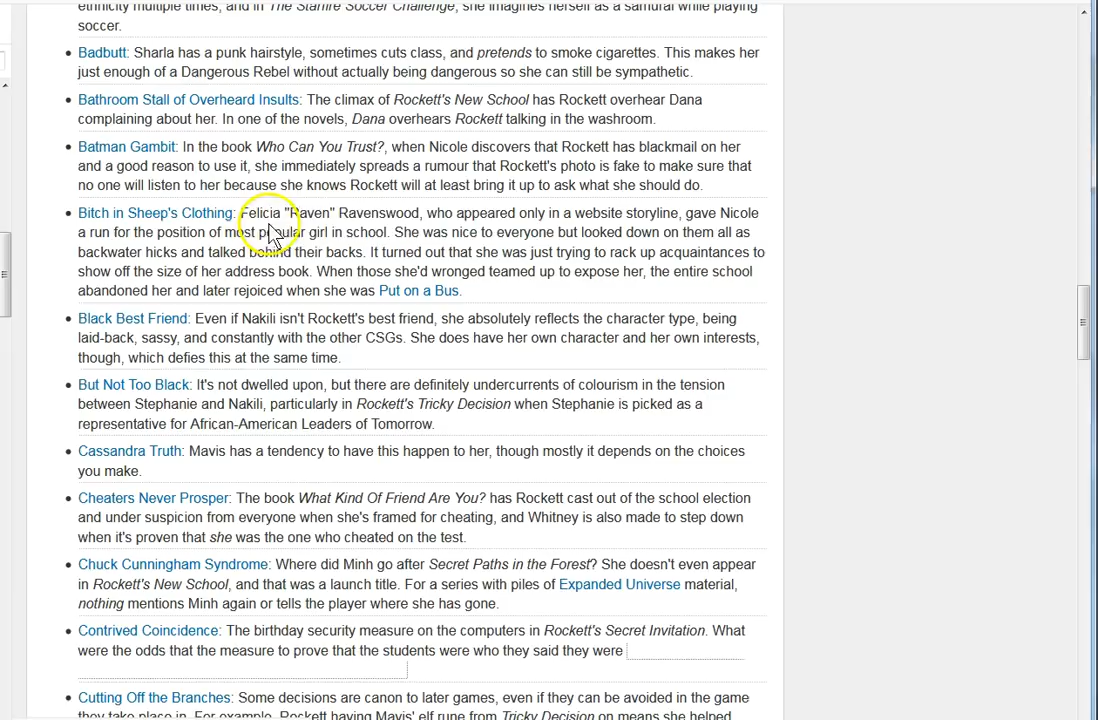 ethnicity multiple times, and in The Starfire Soccer Challenge, she imagines herself as a samurai while playing
soccer.
Badbutt: Sharla has a punk hairstyle, sometimes cuts class, and pretends to smoke cigarettes. This makes her
just enough of a Dangerous Rebel without actually being dangerous so she can still be sympathetic.
Bathroom Stall of Overheard Insults: The climax of Rockett's New School has Rockett overhear Dana
complaining about her. In one of the novels, Dana overhears Rockett talking in the washroom.
Batman Gambit: In the book Who Can You Trust?, when Nicole discovers that Rockett has blackmail on her
and a good reason to use it, she immediately spreads a rumour that Rockett's photo is fake to make sure that
no one will listen to her because she knows Rockett will at least bring it up to ask what she should do.
Bitch in Sheep's Clothing: Felicia "Raven" Ravenswood, who appeared only in a website storyline, gave Nicole
a run for the position of most popular girl in school. She was nice to everyone but looked down on them all as
backwater hicks and talked behind their backs. It turned out that she was just trying to rack up acquaintances to
show off the size of her address book. When those she'd wronged teamed up to expose her, the entire school
abandoned her and later rejoiced when she was Put on a Bus.
Black Best Friend: Even if Nakili isn't Rockett's best friend, she absolutely reflects the character type, being
laid-back, sassy, and constantly with the other CSGs. She does have her own character and her own interests,
though, which defies this at the same time.
But Not Too Black: It's not dwelled upon, but there are definitely undercurrents of colourism in the tension
between Stephanie and Nakili, particularly in Rockett's Tricky Decision when Stephanie is picked as a
representative for African-American Leaders of Tomorrow.
Cassandra Truth: Mavis has a tendency to have this happen to her, though mostly it depends on the choices
you make.
Cheaters Never Prosper: The book What Kind Of Friend Are You? has Rockett cast out of the school election
and under suspicion from everyone when she's framed for cheating, and Whitney is also made to step down
when it's proven that she was the one who cheated on the test.
Chuck Cunningham Syndrome: Where did Minh go after Secret Paths in the Forest? She doesn't even appear
in Rockett's New School, and that was a launch title. For a series with piles of Expanded Universe material,
nothing mentions Minh again or tells the player where she has gone.
Contrived Coincidence: The birthday security measure on the computers in Rockett's Secret Invitation. What
were the odds that the measure to prove that the students were who they said they were
Cutting Off the Branches: Some decisions are canon to later games, even if they can be avoided in the game
they take place in. For example, Rockett having Mavis' elf rune from Tricky Decision on means she helped